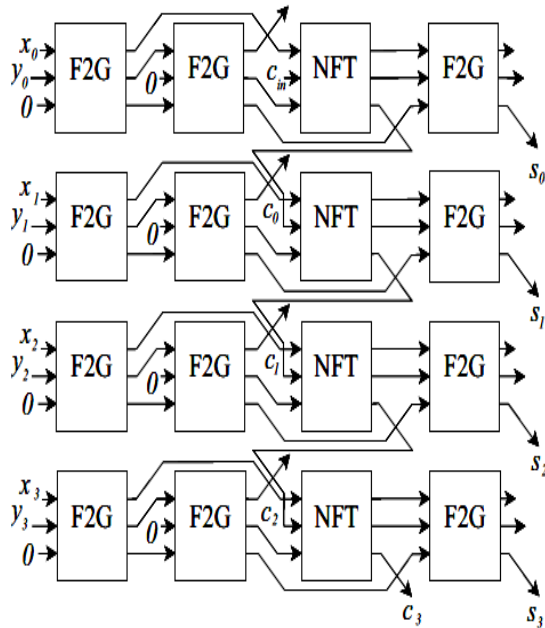 x₀
y₀
0
F2G
0
F2G
c_in
NFT
F2G
s₀
x₁
y₁
0
F2G
0
F2G
c₀
NFT
F2G
s₁
x₂
y₂
0
F2G
0
F2G
c₁
NFT
F2G
s₂
x₃
y₃
0
F2G
0
F2G
c₂
NFT
F2G
c₃
s₃